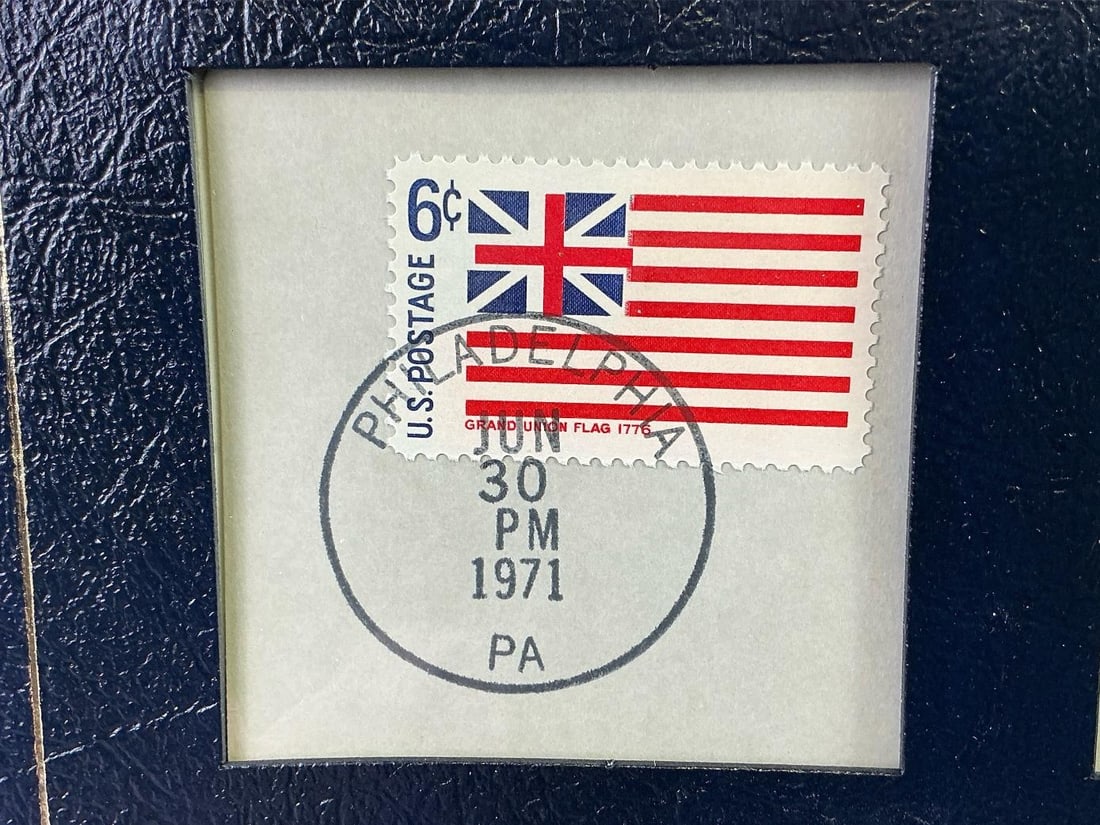 6¢
U.S. POSTAGE
GRAND UNION FLAG 1776
PHILADELPHIA
JUN
30
PM
1971
PA